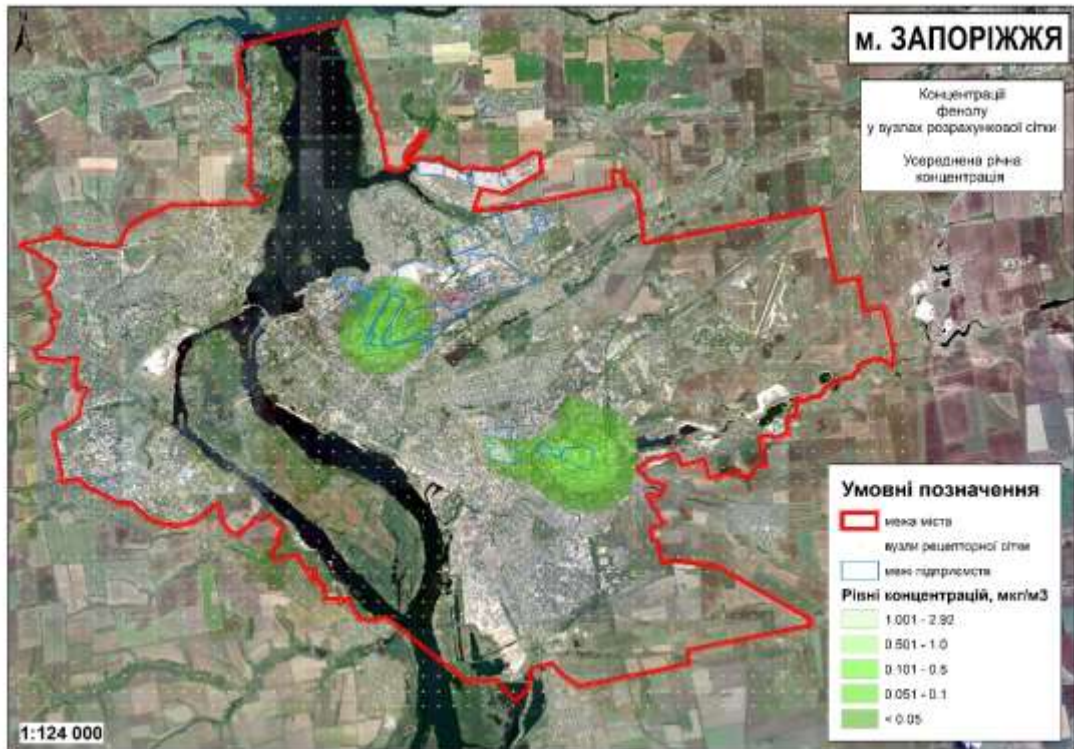 м. ЗАПОРІЖЖЯ
Концентрації
фенолу
у вузлах розрахункової сітки
Усереднена річна
концентрація
Умовні позначення
межа міста
вузли рецепторної сітки
межі підприємств
Рівні концентрацій, мкг/м3
1.001 - 2.92
0.501 - 1.0
0.101 - 0.5
0.051 - 0.1
< 0.05
1:124 000